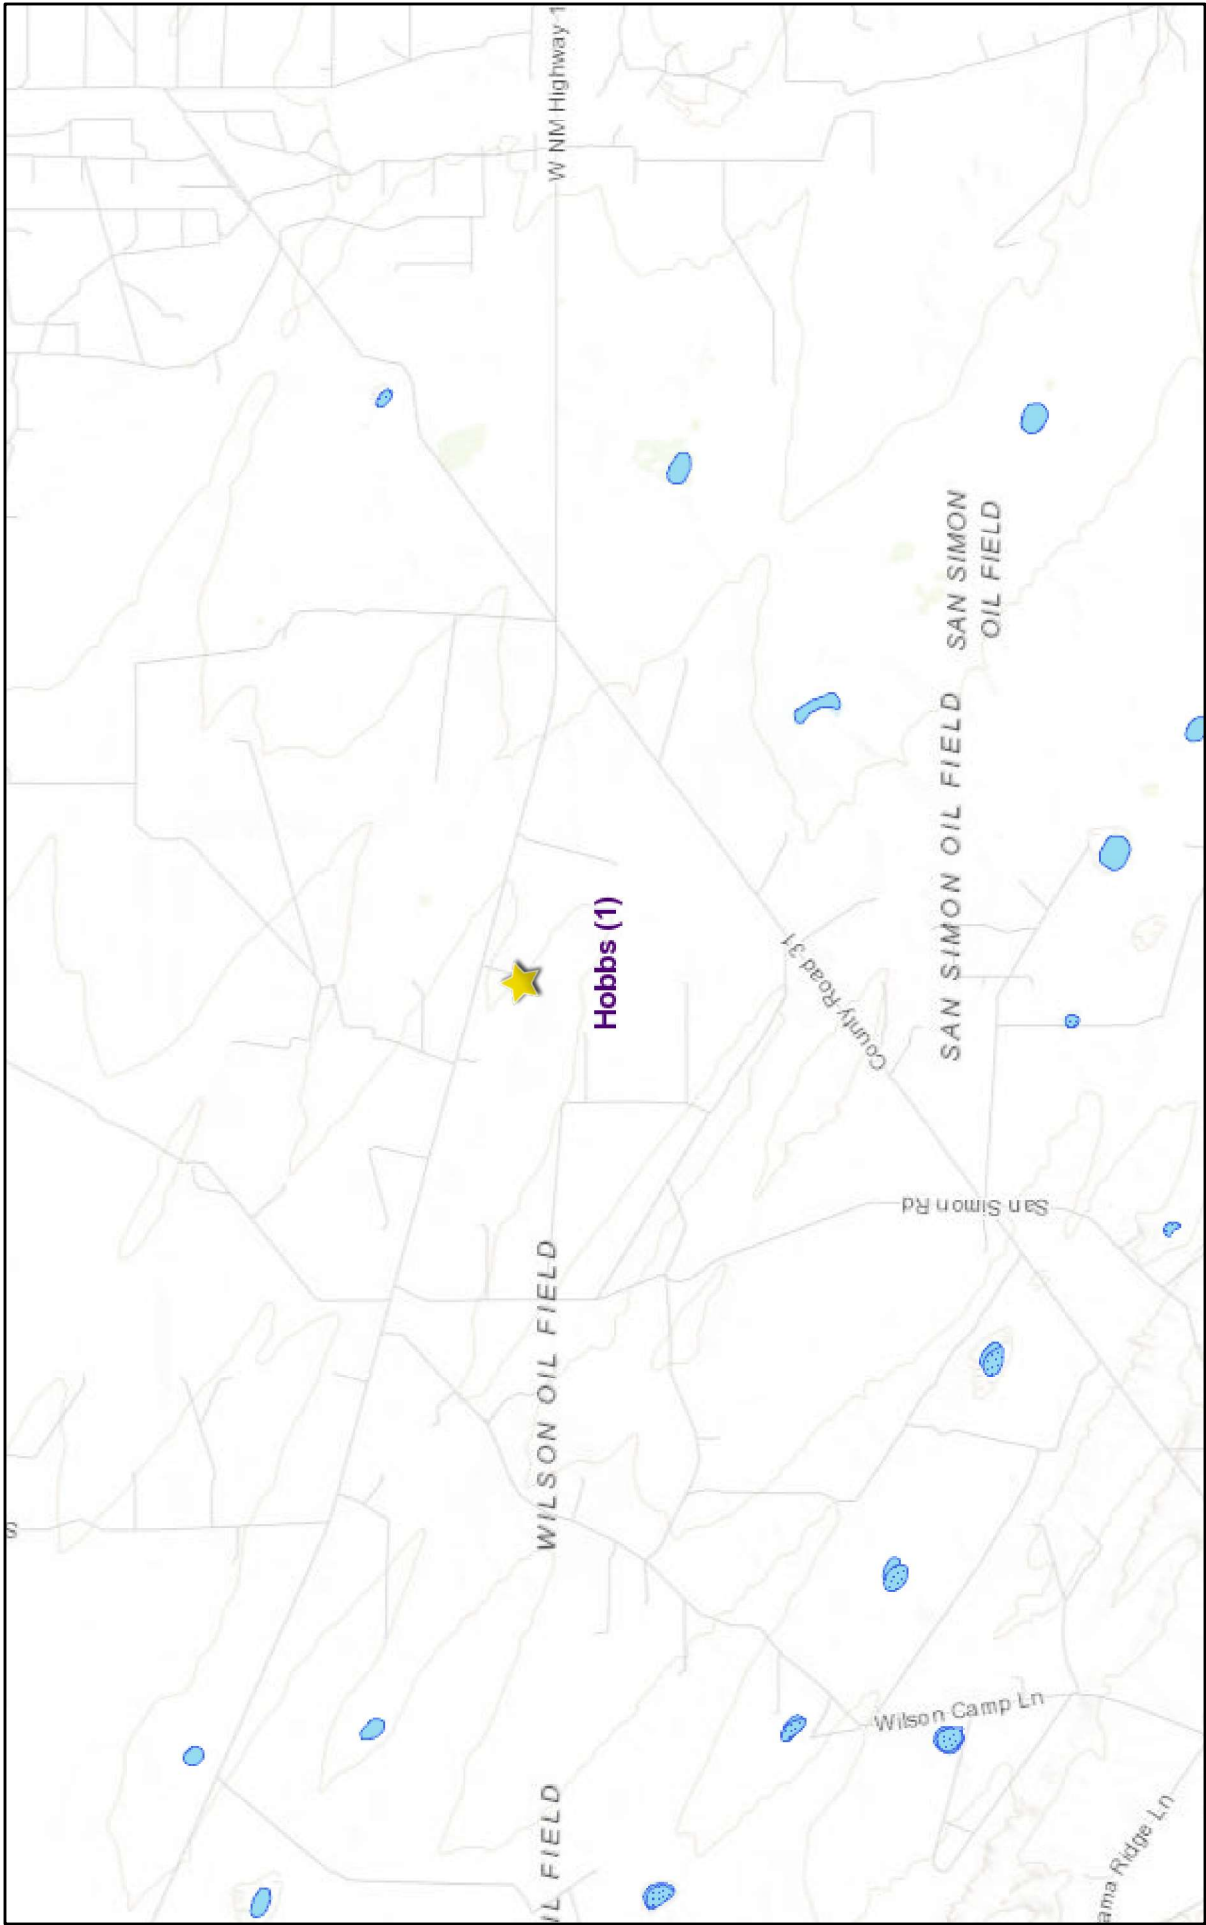 W NM Highway 1
SAN SIMON
OIL FIELD
SAN SIMON OIL FIELD
Hobbs (1)
County Road 31
San Simon Rd
WILSON OIL FIELD
Wilson Camp Ln
IL FIELD
ama Ridge Ln